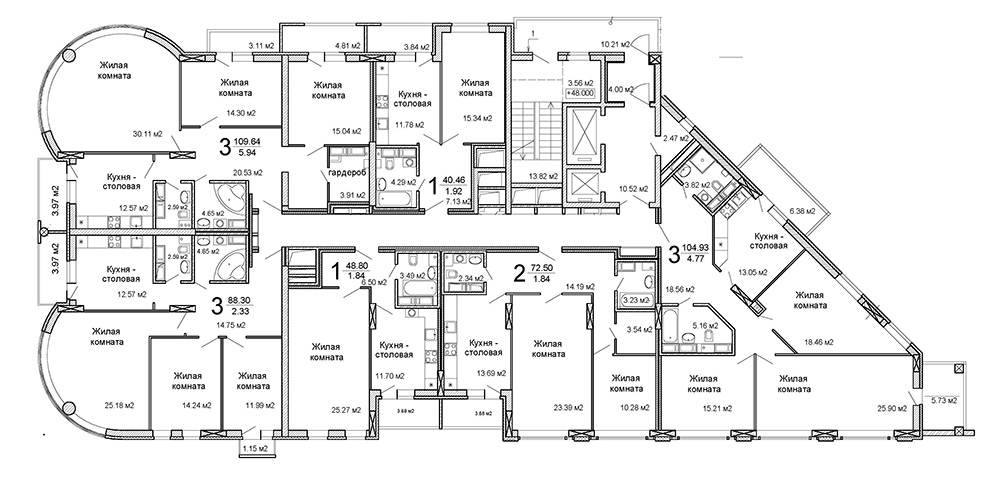 3.11 м2
4.81 м2
3.84 м2
1
10.21 м2
Жилая
комната
30.11 м2
Жилая
комната
14.30 м2
Жилая
комната
15.04 м2
Кухня -
столовая
11.78 м2
Жилая
комната
15.34 м2
3.56 м2
+48.000
4.00 м2
2.47 м2
3 109.64
5.94
20.53 м2
гардероб
3.91 м2
4.29 м2
1 40.46
1.92
7.13 м2
13.82 м2
10.52 м2
3.82 м2
6.38 м2
3.97 м2
Кухня -
столовая
12.57 м2
2.59 м2
4.65 м2
3.97 м2
Кухня -
столовая
12.57 м2
2.59 м2
4.65 м2
3 88.30
2.33
14.75 м2
1 48.80
1.84
6.50 м2
3.49 м2
2.34 м2
2 72.50
1.84
14.19 м2
3.23 м2
3.54 м2
3 104.93
4.77
18.56 м2
Кухня -
столовая
13.05 м2
5.16 м2
Жилая
комната
18.46 м2
Жилая
комната
25.18 м2
Жилая
комната
14.24 м2
Жилая
комната
11.99 м2
1.15 м2
Жилая
комната
25.27 м2
Кухня -
столовая
11.70 м2
3.68 м2
Кухня -
столовая
13.69 м2
3.68 м2
Жилая
комната
23.39 м2
Жилая
комната
10.28 м2
Жилая
комната
15.21 м2
Жилая
комната
25.90 м2
5.73 м2